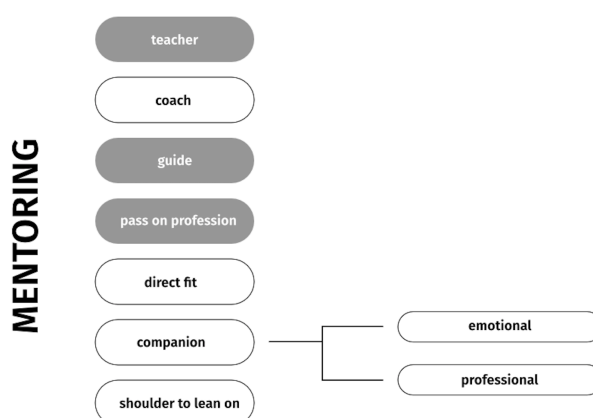 MENTORING
teacher
coach
guide
pass on profession
direct fit
companion
shoulder to lean on
emotional
professional